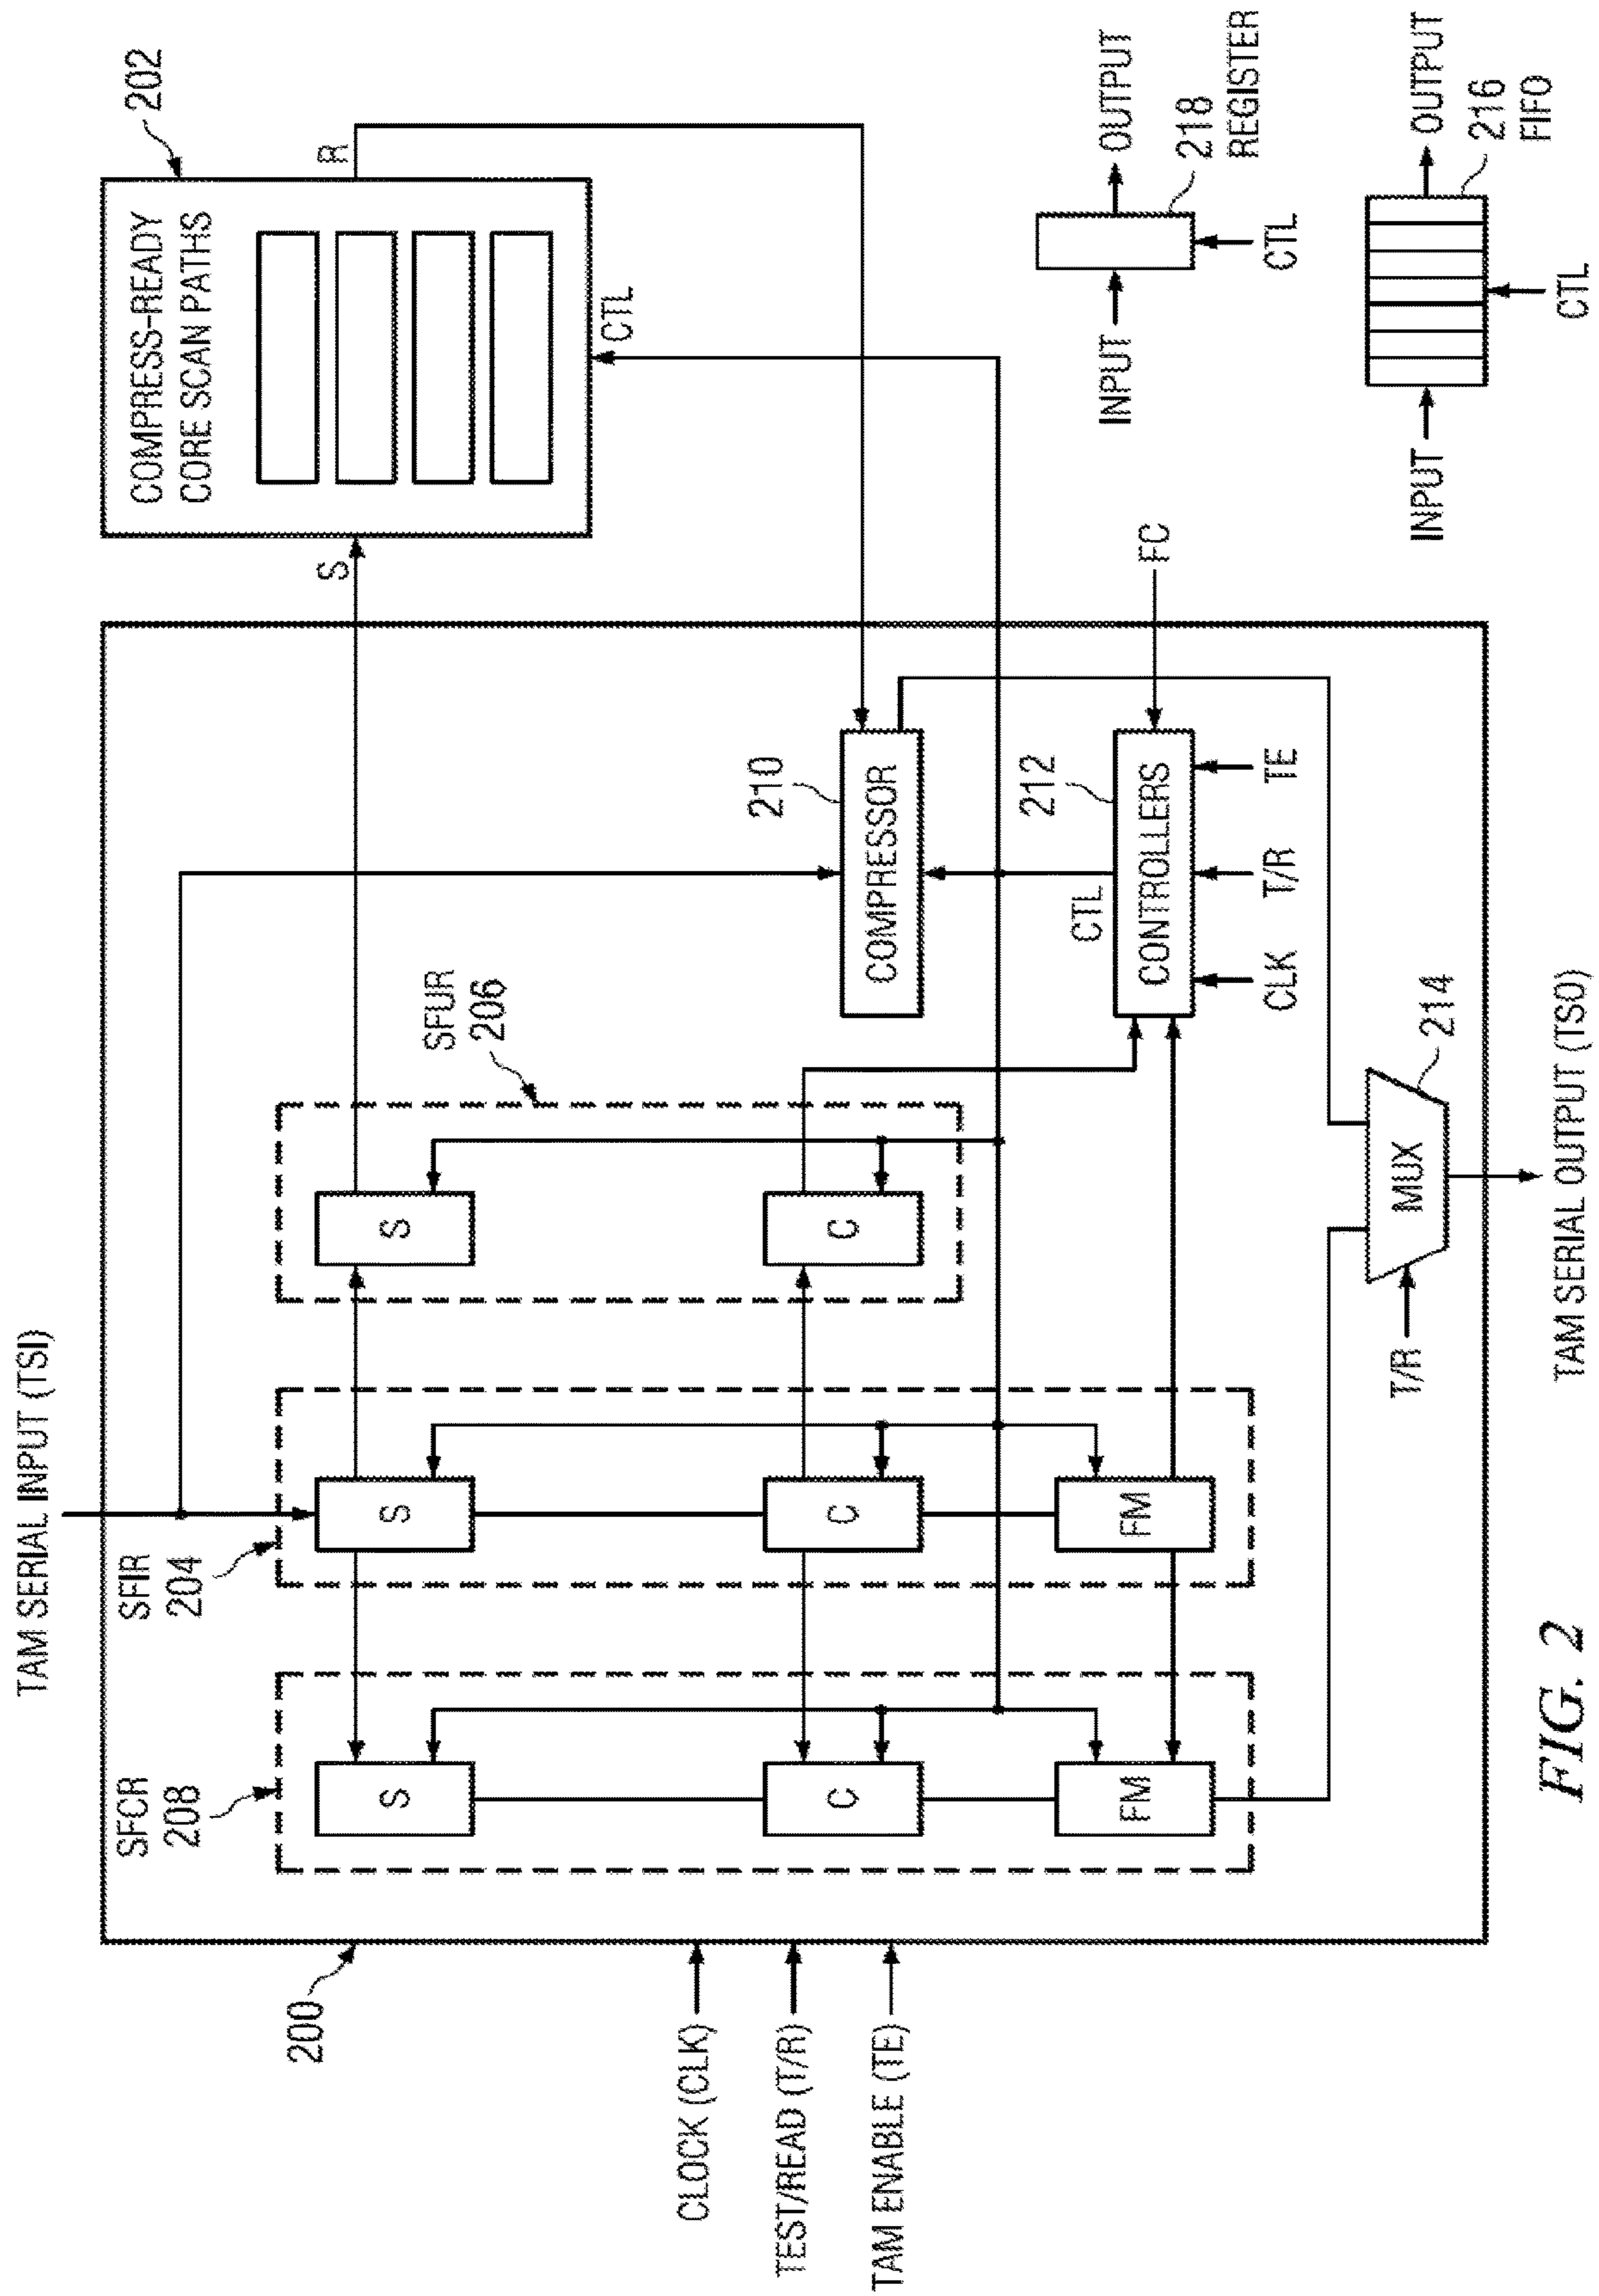 TAM SERIAL INPUT (TSI)
202
COMPRESS-READY
CORE SCAN PATHS
S
R
CTL
SFCR
208
SFIR
204
SFUR
206
S
S
S
200
CLOCK (CLK)
TEST/READ (T/R)
TAM ENABLE (TE)
210
COMPRESSOR
C
C
C
212
CTL
CONTROLLERS
FC
FM
FM
CLK
T/R
TE
INPUT
OUTPUT
218
REGISTER
CTL
T/R
MUX
214
INPUT
OUTPUT
216
FIFO
CTL
TAM SERIAL OUTPUT (TSO)
FIG. 2